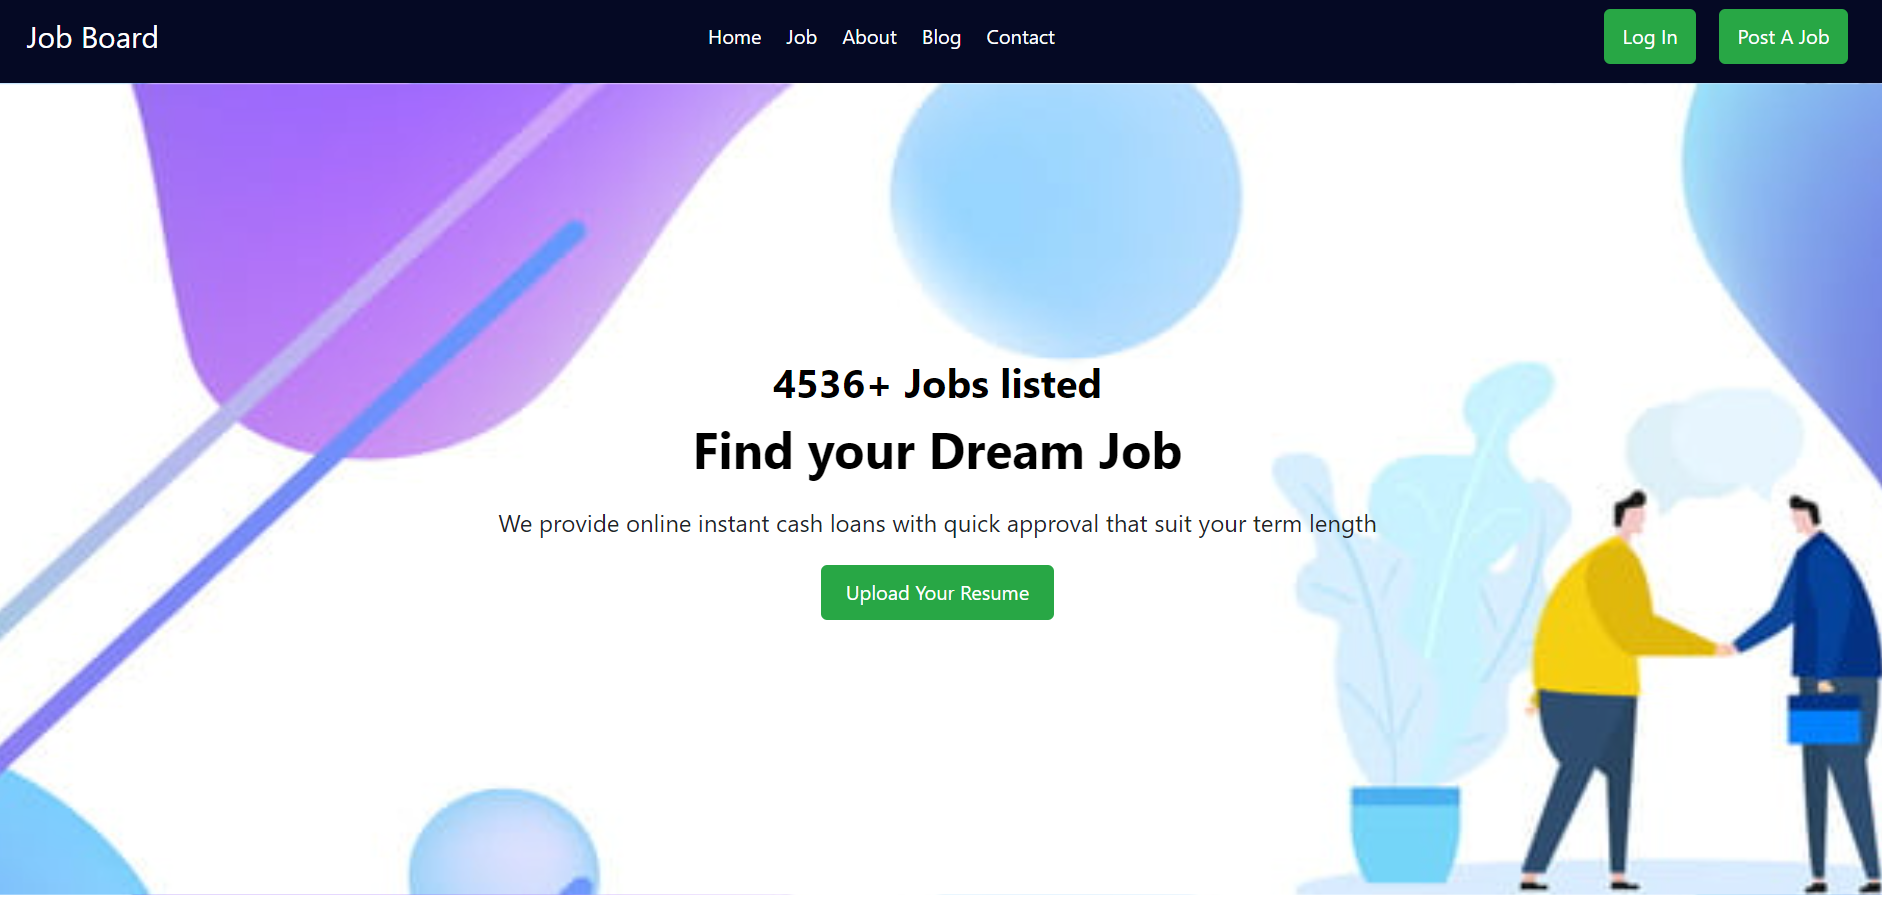 Job Board
Home Job About Blog Contact
Log In Post A Job
4536+ Jobs listed
Find your Dream Job
We provide online instant cash loans with quick approval that suit your term length
Upload Your Resume